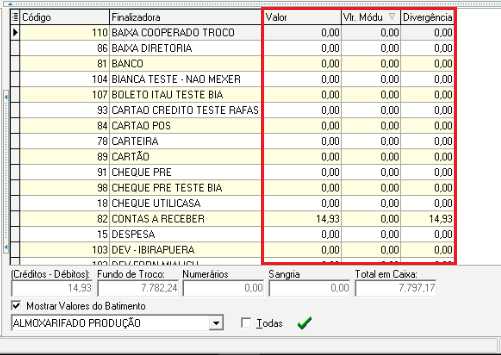 Código Finalizadora Valor Vlr. Módu Divergência
110 BAIXA COOPERADO TROCO 0,00 0,00 0,00
86 BAIXA DIRETORIA 0,00 0,00 0,00
81 BANCO 0,00 0,00 0,00
104 BIANCA TESTE - NAO MEXER 0,00 0,00 0,00
107 BOLETO ITAU TESTE BIA 0,00 0,00 0,00
93 CARTAO CREDITO TESTE RAFAS 0,00 0,00 0,00
84 CARTAO POS 0,00 0,00 0,00
78 CARTEIRA 0,00 0,00 0,00
89 CARTÃO 0,00 0,00 0,00
91 CHEQUE PRE 0,00 0,00 0,00
98 CHEQUE PRE TESTE BIA 0,00 0,00 0,00
18 CHEQUE UTILICASA 0,00 0,00 0,00
82 CONTAS A RECEBER 14,93 0,00 14,93
15 DESPESA 0,00 0,00 0,00
103 DEV - IBIRAPUERA 0,00 0,00 0,00
(Créditos - Débitos): Fundo de Troco: Numerários Sangria Total em Caixa:
14,93 7.782,24 0,00 0,00 7.797,17
Mostrar Valores do Batimento
ALMOXARIFADO PRODUÇÃO Todas